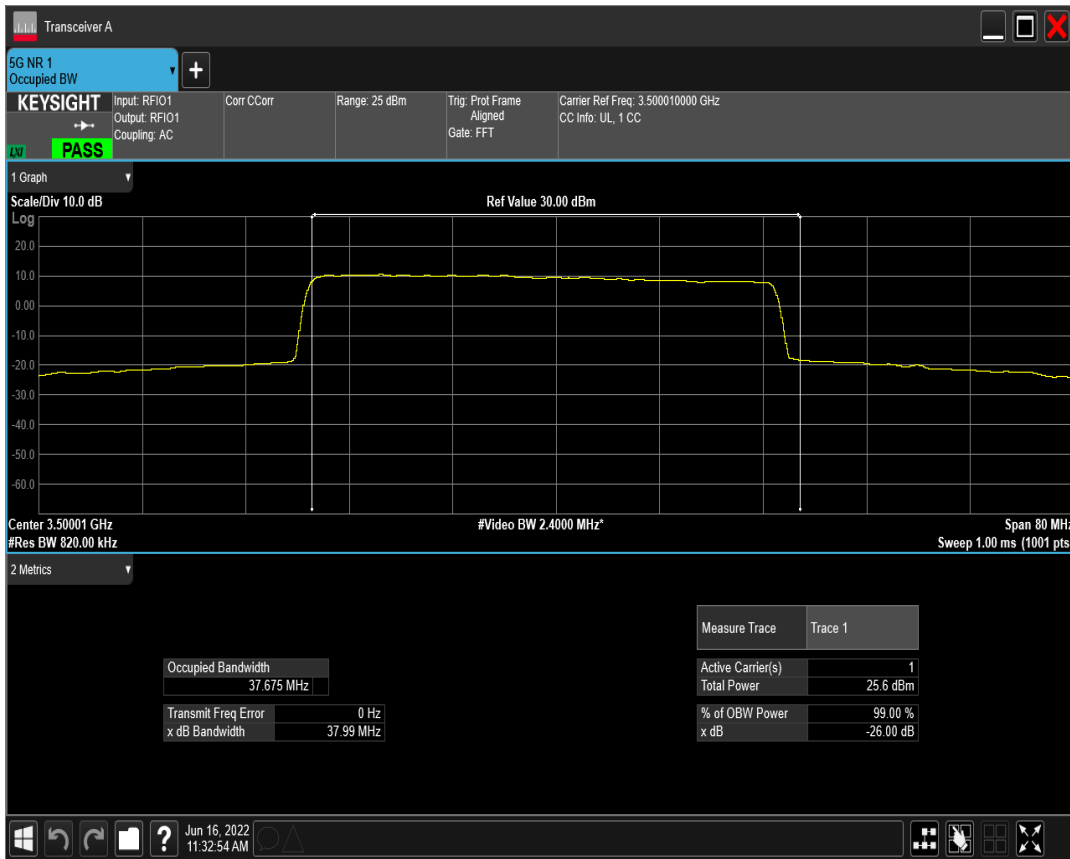 Transceiver A
5G NR 1
Occupied BW
KEYSIGHT
LXI
PASS
Input: RFIO1
Output: RFIO1
Coupling: AC
Corr CCorr
Range: 25 dBm
Trig: Prot Frame
Aligned
Gate: FFT
Carrier Ref Freq: 3.500010000 GHz
CC Info: UL, 1 CC
1 Graph
Scale/Div 10.0 dB
Ref Value 30.00 dBm
Log
20.0
10.0
0.00
-10.0
-20.0
-30.0
-40.0
-50.0
-60.0
Center 3.50001 GHz
#Video BW 2.4000 MHz*
Span 80 MHz
#Res BW 820.00 kHz
Sweep 1.00 ms (1001 pts
2 Metrics
Measure Trace Trace 1
Occupied Bandwidth
37.675 MHz
Active Carrier(s) 1
Total Power 25.6 dBm
Transmit Freq Error 0 Hz
x dB Bandwidth 37.99 MHz
% of OBW Power 99.00 %
x dB -26.00 dB
?
Jun 16, 2022
11:32:54 AM